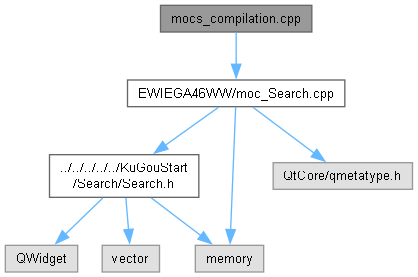 mocs_compilation.cpp
EWIEGA46WW/moc_Search.cpp
../../../../../KuGouStart
/Search/Search.h
QtCore/qmetatype.h
QWidget
vector
memory